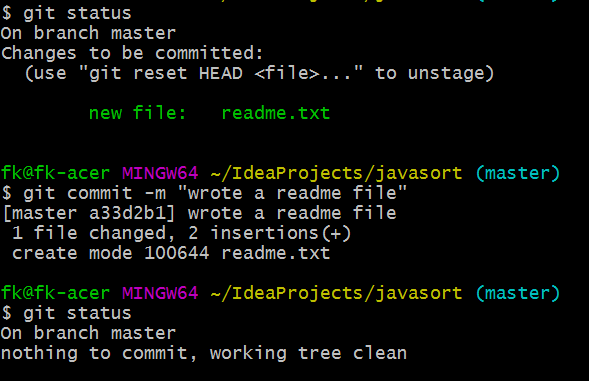 $ git status
On branch master
Changes to be committed:
  (use "git reset HEAD <file>..." to unstage)
        new file:   readme.txt
fk@fk-acer MINGW64 ~/IdeaProjects/javasort (master)
$ git commit -m "wrote a readme file"
[master a33d2b1] wrote a readme file
 1 file changed, 2 insertions(+)
 create mode 100644 readme.txt
fk@fk-acer MINGW64 ~/IdeaProjects/javasort (master)
$ git status
On branch master
nothing to commit, working tree clean